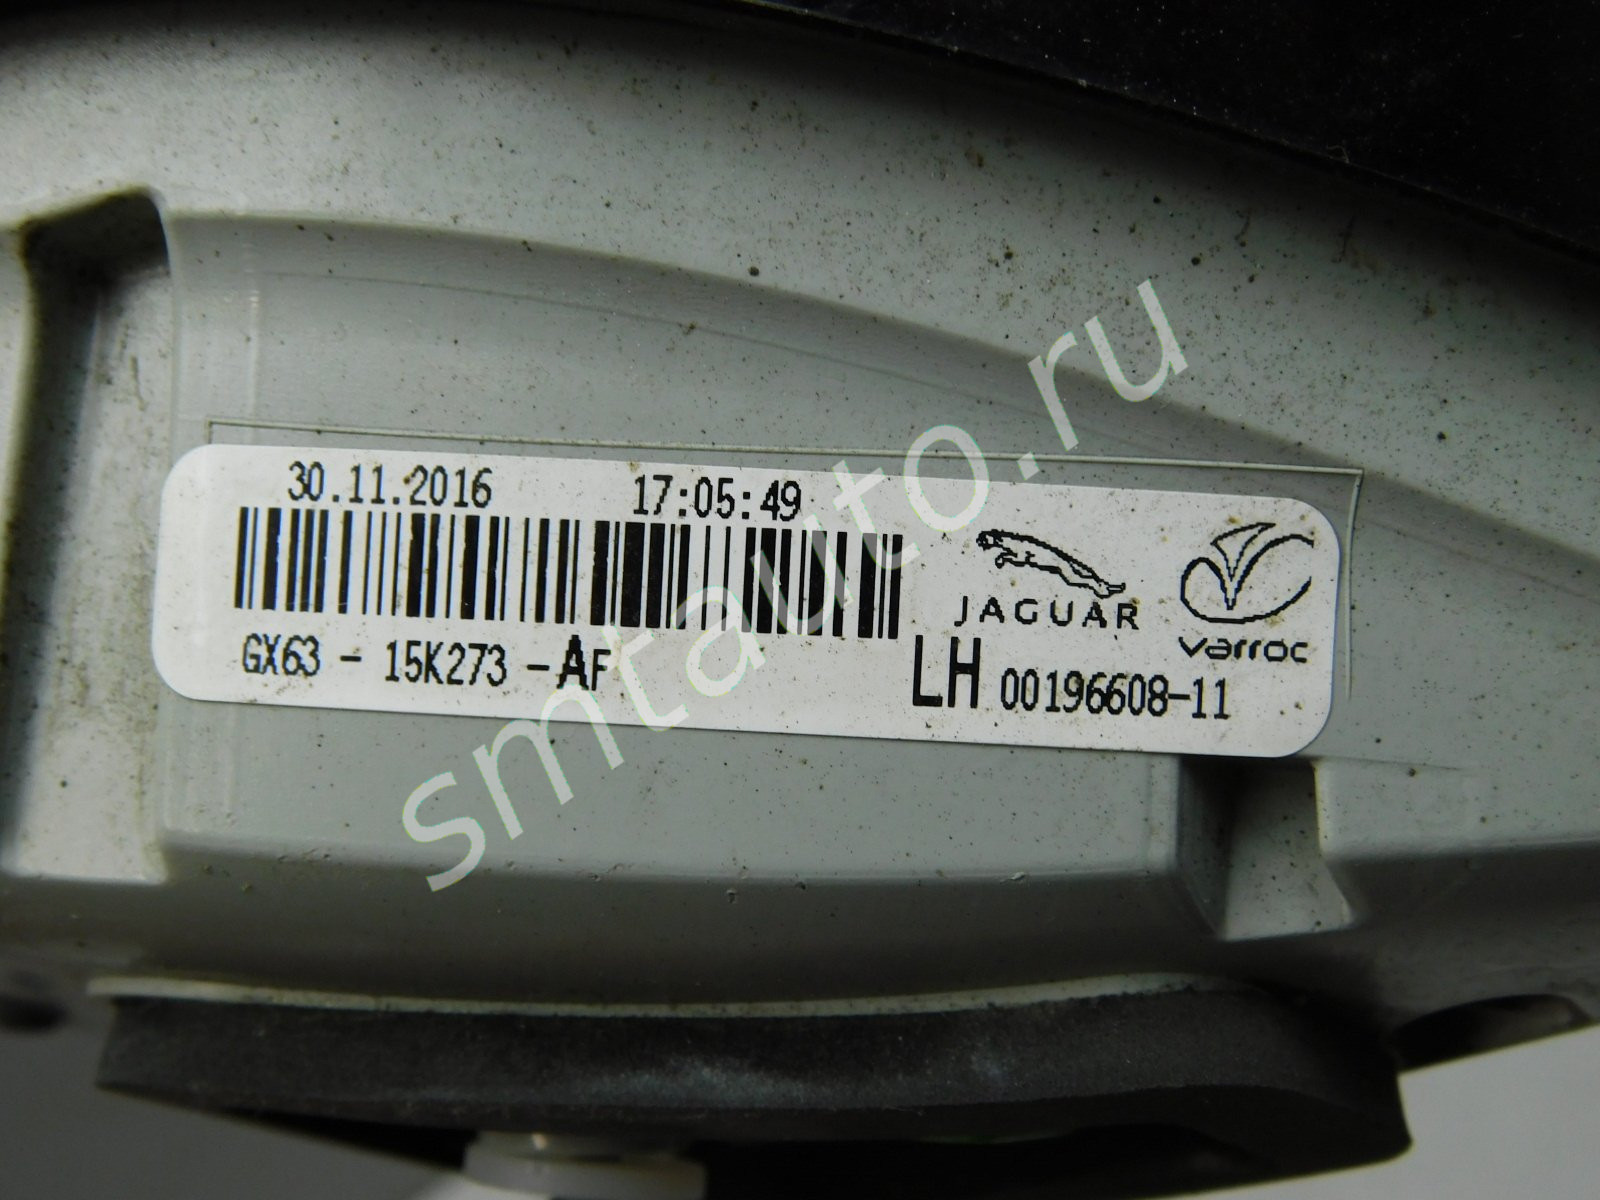 30.11.2016 17:05:49
JAGUAR
varroc
GX63 - 15K273 -AF
LH 00196608-11
smtauto.ru